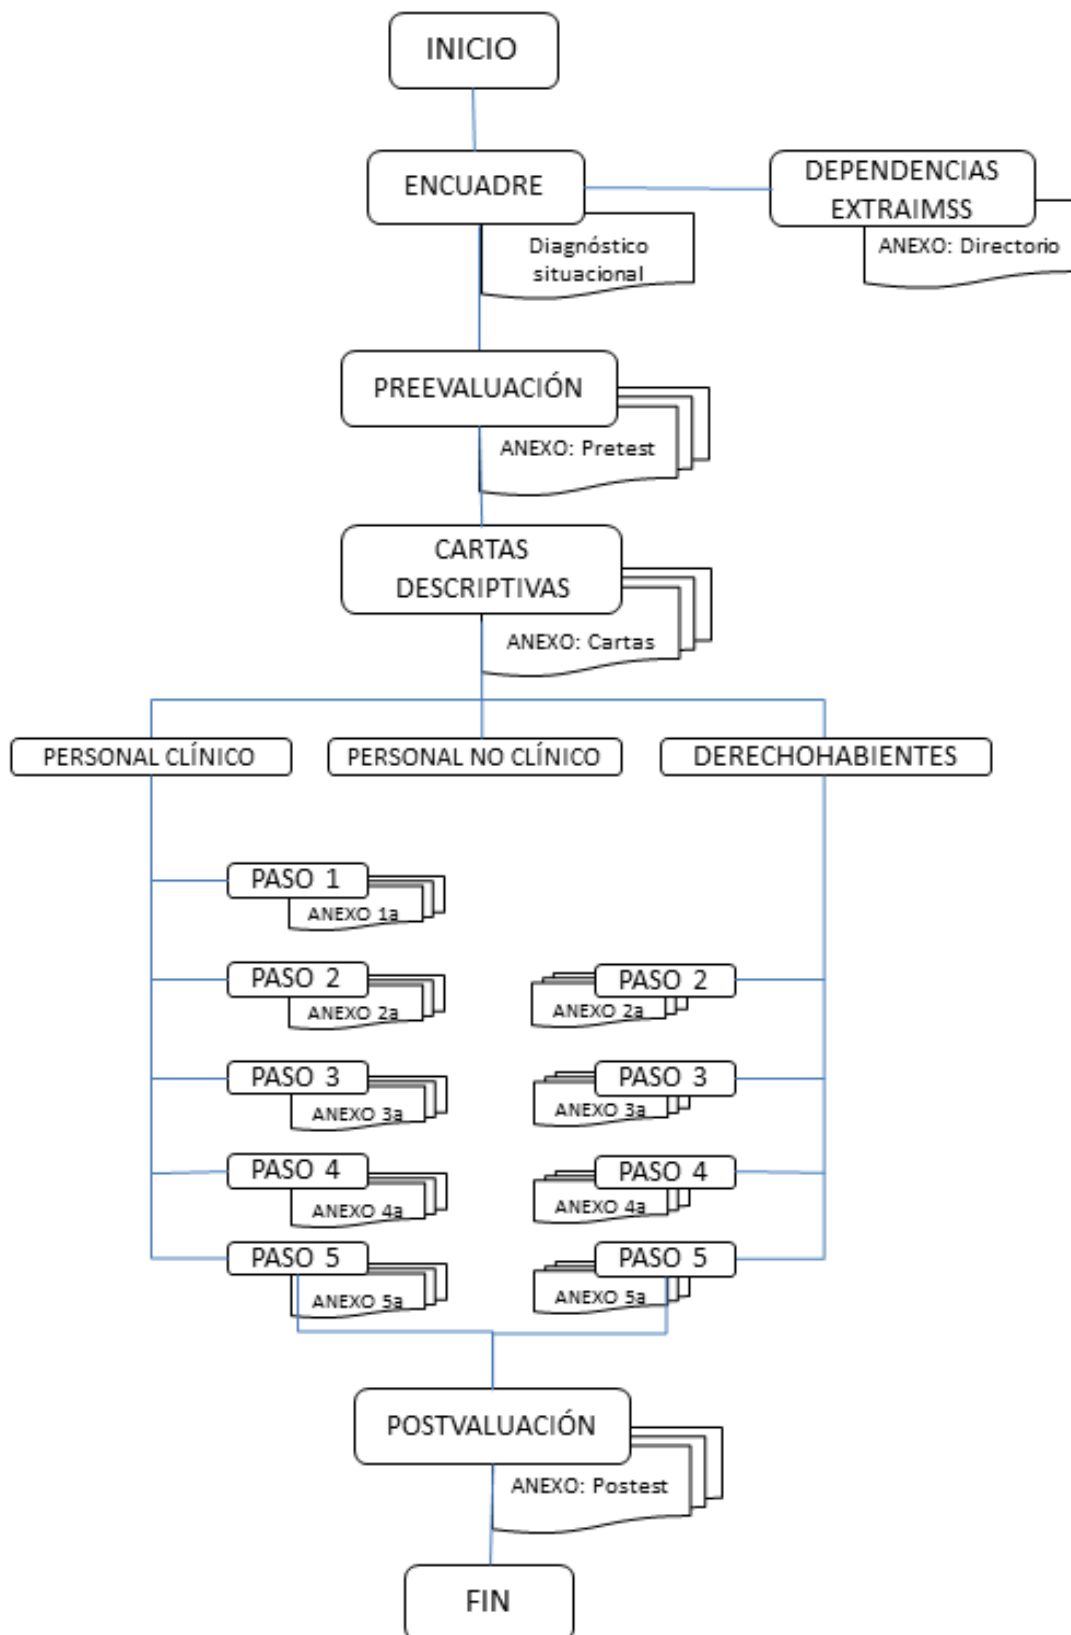 INICIO
ENCUADRE
DEPENDENCIAS
EXTRAIMSS
Diagnóstico
situacional
ANEXO: Directorio
PREEVALUACIÓN
ANEXO: Pretest
CARTAS
DESCRIPTIVAS
ANEXO: Cartas
PERSONAL CLÍNICO
PERSONAL NO CLÍNICO
DERECHOHABIENTES
PASO 1
ANEXO 1a
PASO 2
ANEXO 2a
PASO 3
ANEXO 3a
PASO 4
ANEXO 4a
PASO 5
ANEXO 5a
PASO 2
ANEXO 2a
PASO 3
ANEXO 3a
PASO 4
ANEXO 4a
PASO 5
ANEXO 5a
POSTVALUACIÓN
ANEXO: Postest
FIN